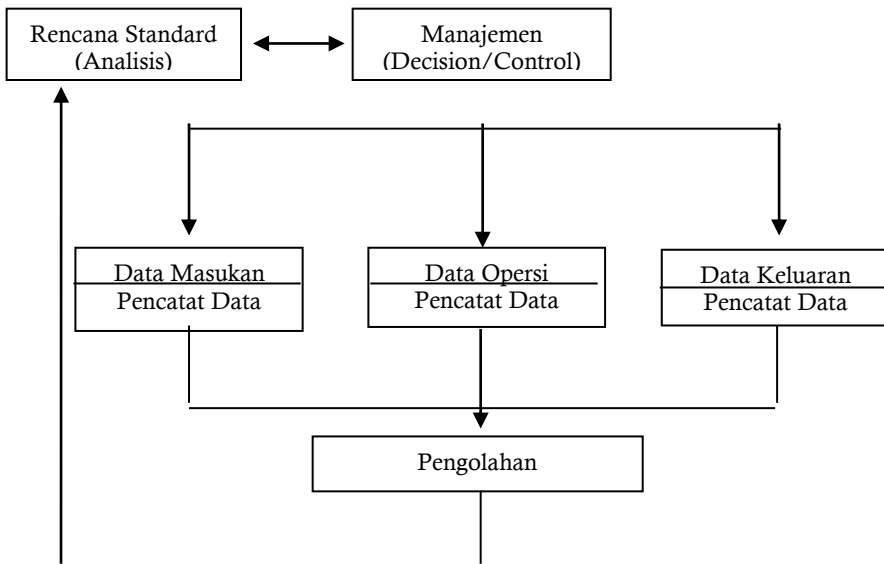 Rencana Standard
(Analisis)
Manajemen
(Decision/Control)
Data Masukan
Pencatat Data
Data Opersi
Pencatat Data
Data Keluaran
Pencatat Data
Pengolahan